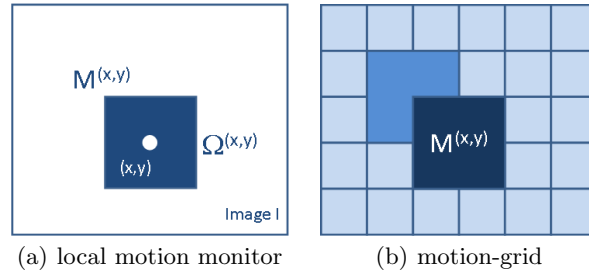 M(x,y)
Ω(x,y)
(x,y)
Image I
M(x,y)
(a) local motion monitor
(b) motion-grid